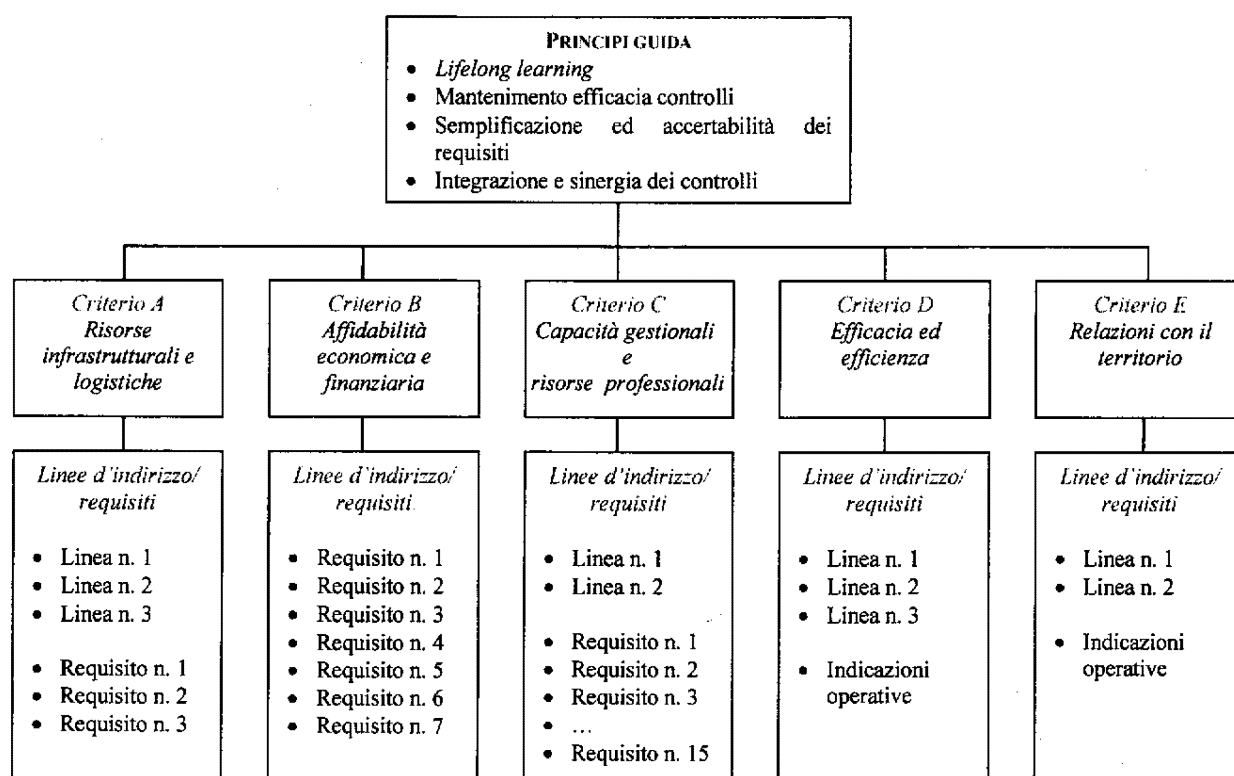 PRINCIPI GUIDA
• Lifelong learning
• Mantenimento efficacia controlli
• Semplificazione ed accertabilità dei
requisiti
• Integrazione e sinergia dei controlli
Criterio A
Risorse
infrastrutturali e
logistiche
Criterio B
Affidabilità
economica e
finanziaria
Criterio C
Capacità gestionali
e
risorse professionali
Criterio D
Efficacia ed
efficienza
Criterio E
Relazioni con il
territorio
Linee d'indirizzo/
requisiti
• Linea n. 1
• Linea n. 2
• Linea n. 3
• Requisito n. 1
• Requisito n. 2
• Requisito n. 3
Linee d'indirizzo/
requisiti
• Requisito n. 1
• Requisito n. 2
• Requisito n. 3
• Requisito n. 4
• Requisito n. 5
• Requisito n. 6
• Requisito n. 7
Linee d'indirizzo/
requisiti
• Linea n. 1
• Linea n. 2
• Requisito n. 1
• Requisito n. 2
• Requisito n. 3
• ...
• Requisito n. 15
Linee d'indirizzo/
requisiti
• Linea n. 1
• Linea n. 2
• Linea n. 3
• Indicazioni
operative
Linee d'indirizzo/
requisiti
• Linea n. 1
• Linea n. 2
• Indicazioni
operative